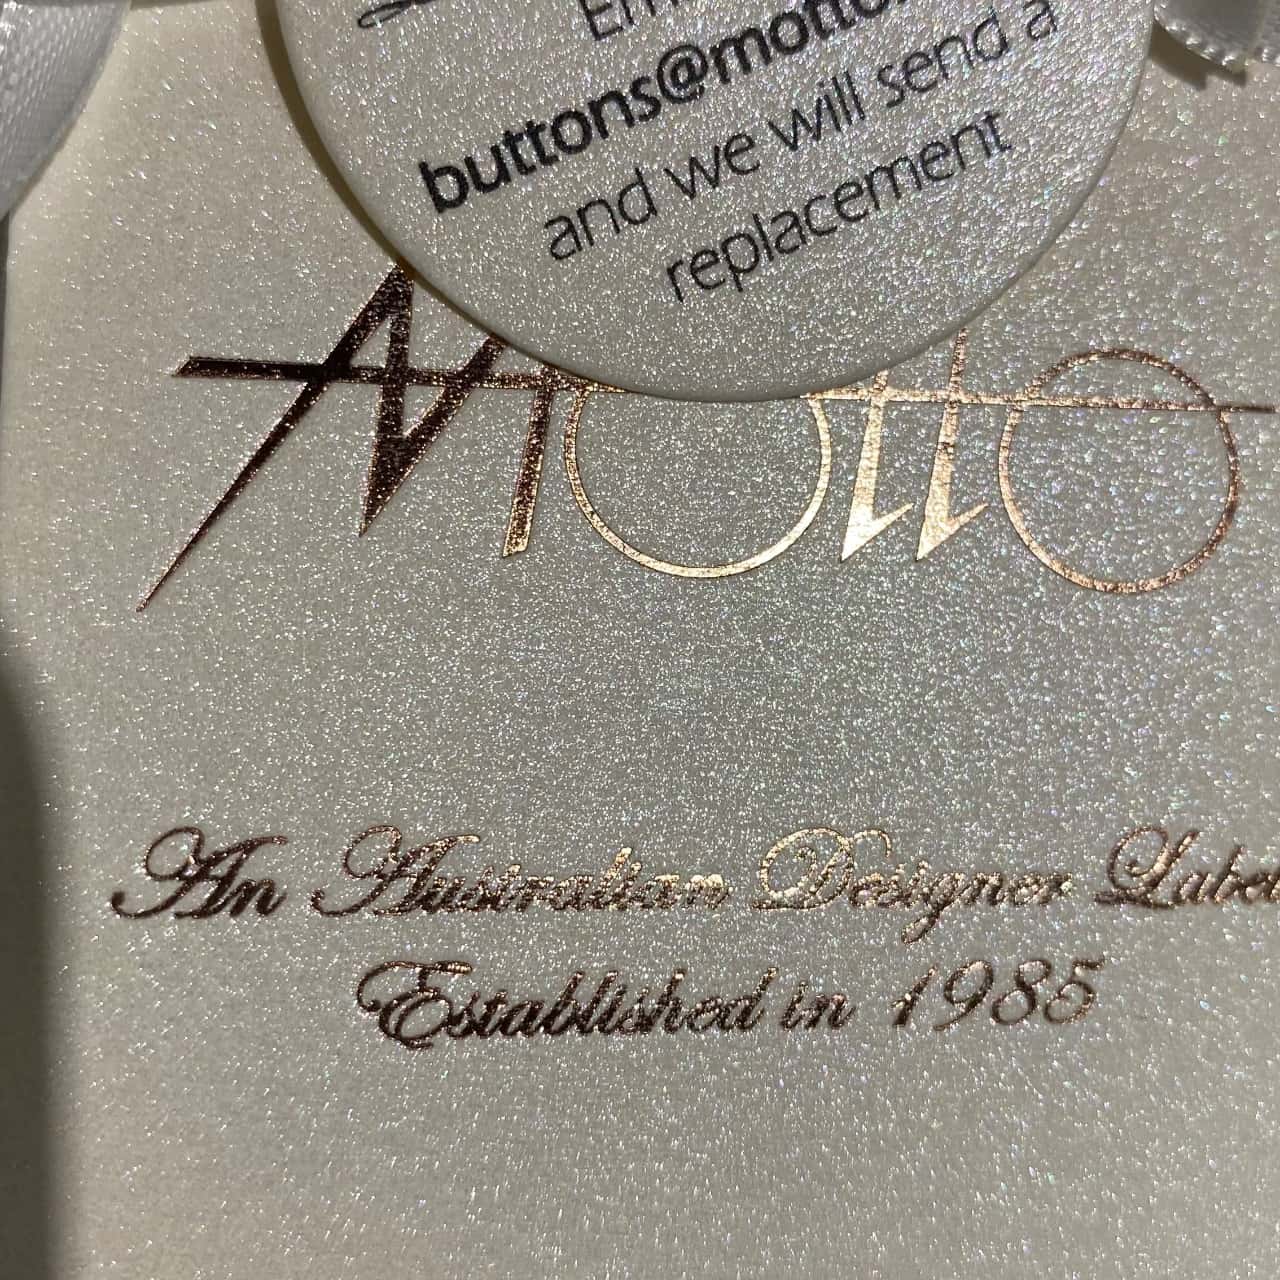 buttons@motto
and we will send a
replacement
Motto
An Australian Designer Label
Established in 1985